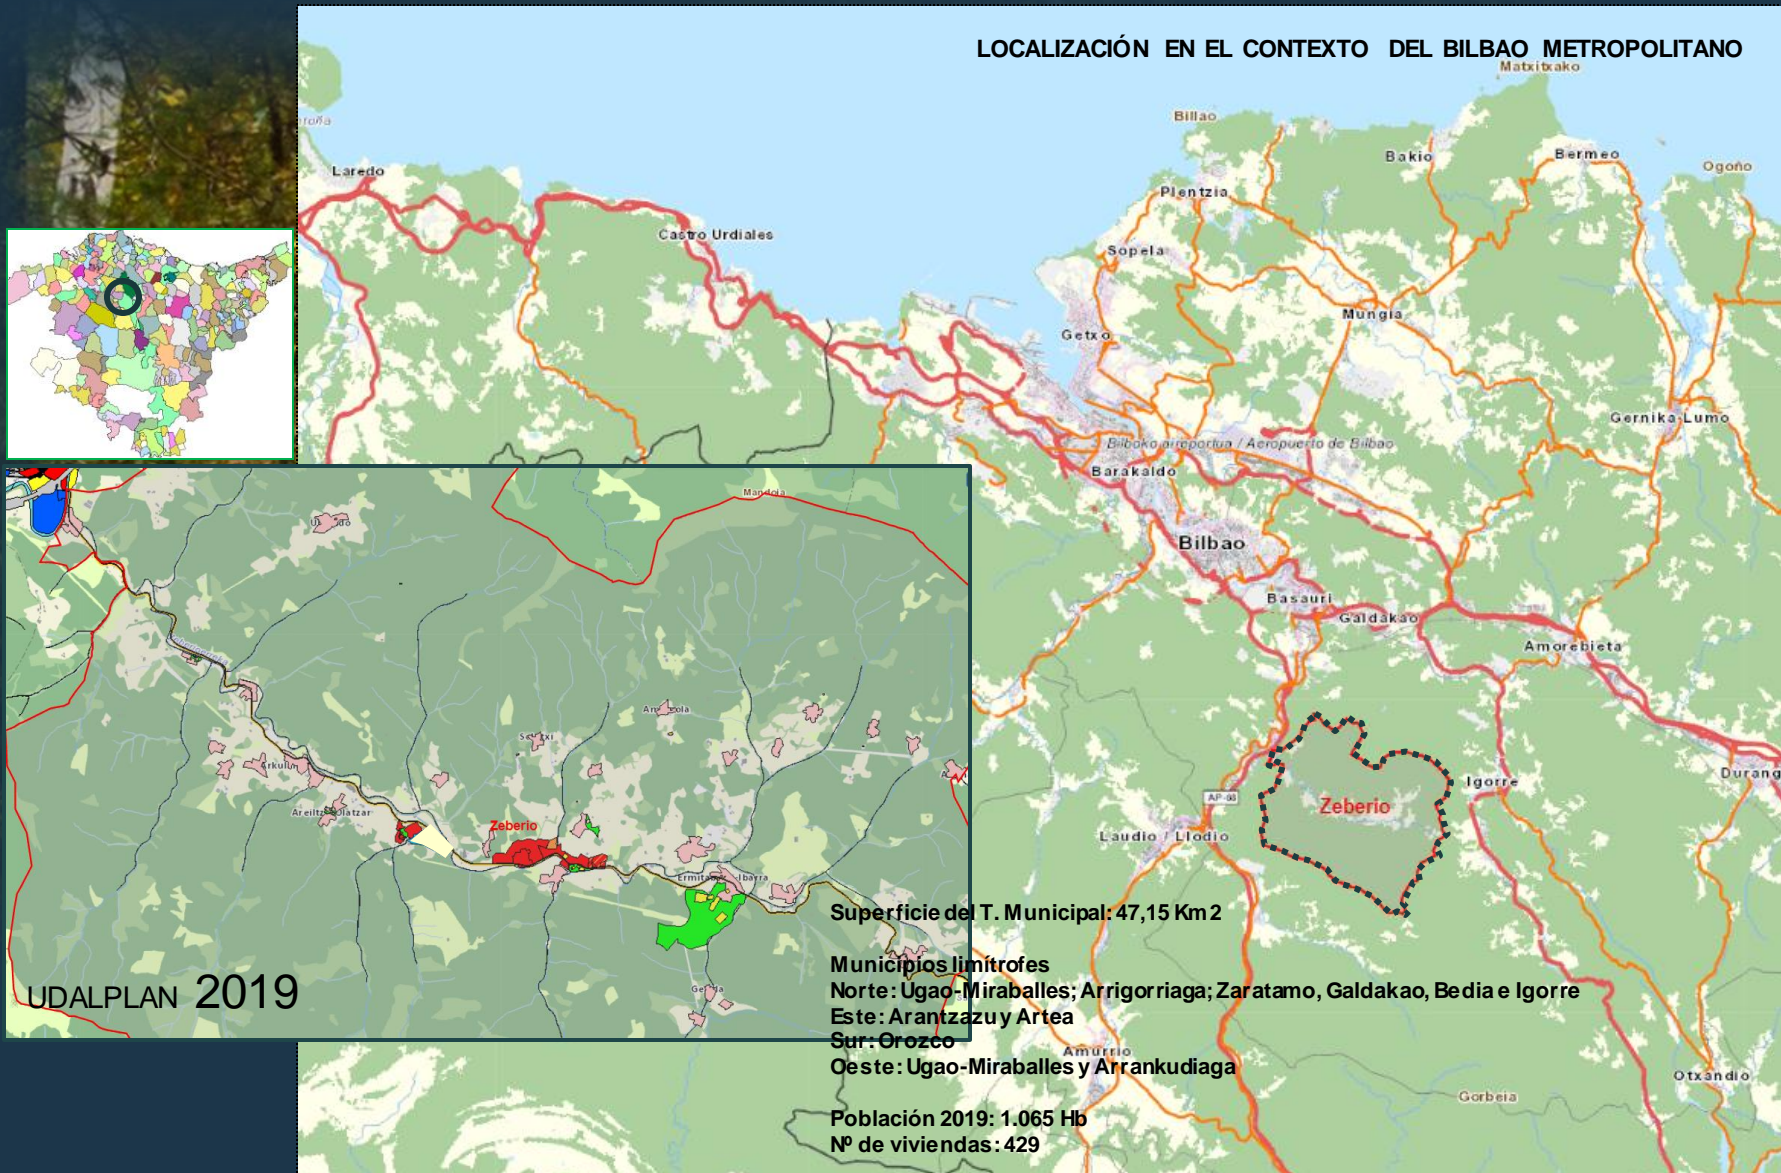 LOCALIZACIÓN EN EL CONTEXTO DEL BILBAO METROPOLITANO
Matxitxako
Billao
Bakio
Bermeo
Ogoño
Laredo
Plentzia
Castro Urdiales
Sopela
Mungia
Getxo
Gernika-Lumo
Bilboko aireportua / Aeropuerto de Bilbao
Barakaldo
Bilbao
Basauri
Galdakao
Amorebieta
Igorre
Durang
AP-68
Zeberio
Laudio / Llodio
Mandoia
Arkulu
Areiltza
Olatzar
Zeberio
Ermita
Ibarra
UDALPLAN 2019
Superficie del T. Municipal: 47,15 Km2
Municipios limítrofes
Norte: Ugao-Miraballes; Arrigorriaga; Zaratamo, Galdakao, Bedia e Igorre
Este: Arantzazu y Artea
Sur: Orozco
Oeste: Ugao-Miraballes y Arrankudiaga
Amurrio
Otxandio
Gorbeia
Población 2019: 1.065 Hb
Nº de viviendas: 429